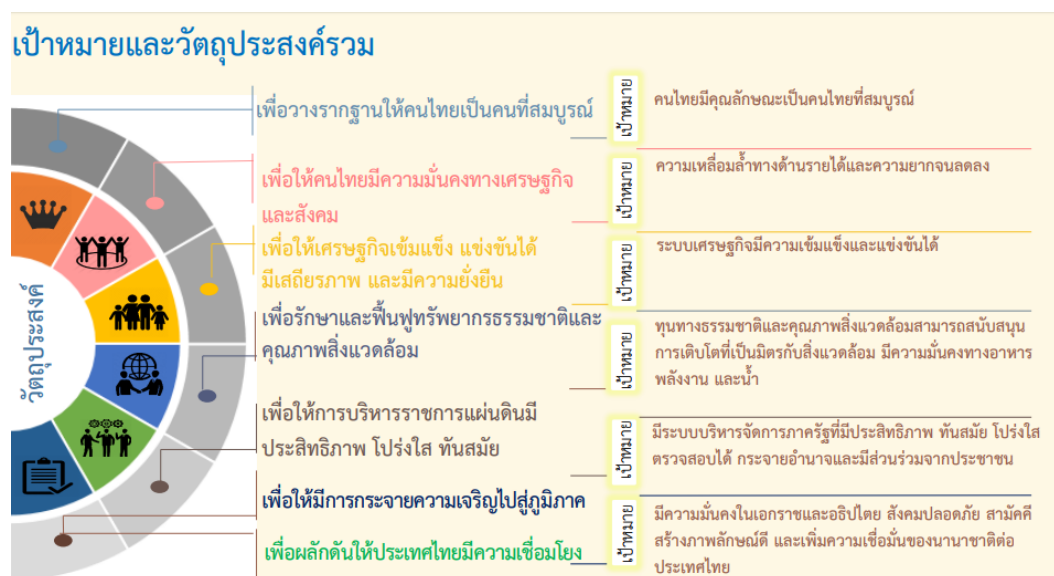 เป้าหมายและวัตถุประสงค์รวม
วัตถุประสงค์
เพื่อวางรากฐานให้คนไทยเป็นคนที่สมบูรณ์
เป้าหมาย
คนไทยมีคุณลักษณะเป็นคนไทยที่สมบูรณ์
เพื่อให้คนไทยมีความมั่นคงทางเศรษฐกิจ
และสังคม
เป้าหมาย
ความเหลื่อมล้ำทางด้านรายได้และความยากจนลดลง
เพื่อให้เศรษฐกิจเข้มแข็ง แข่งขันได้
มีเสถียรภาพ และมีความยั่งยืน
เป้าหมาย
ระบบเศรษฐกิจมีความเข้มแข็งและแข่งขันได้
เพื่อรักษาและฟื้นฟูทรัพยากรธรรมชาติและ
คุณภาพสิ่งแวดล้อม
เป้าหมาย
ทุนทางธรรมชาติและคุณภาพสิ่งแวดล้อมสามารถสนับสนุน
การเติบโตที่เป็นมิตรกับสิ่งแวดล้อม มีความมั่นคงทางอาหาร
พลังงาน และน้ำ
เพื่อให้การบริหารราชการแผ่นดินมี
ประสิทธิภาพ โปร่งใส ทันสมัย
เป้าหมาย
มีระบบบริหารจัดการภาครัฐที่มีประสิทธิภาพ ทันสมัย โปร่งใส
ตรวจสอบได้ กระจายอำนาจและมีส่วนร่วมจากประชาชน
เพื่อให้มีการกระจายความเจริญไปสู่ภูมิภาค
เพื่อผลักดันให้ประเทศไทยมีความเชื่อมโยง
เป้าหมาย
มีความมั่นคงในเอกราชและอธิปไตย สังคมปลอดภัย สามัคคี
สร้างภาพลักษณ์ดี และเพิ่มความเชื่อมั่นของนานาชาติต่อ
ประเทศไทย